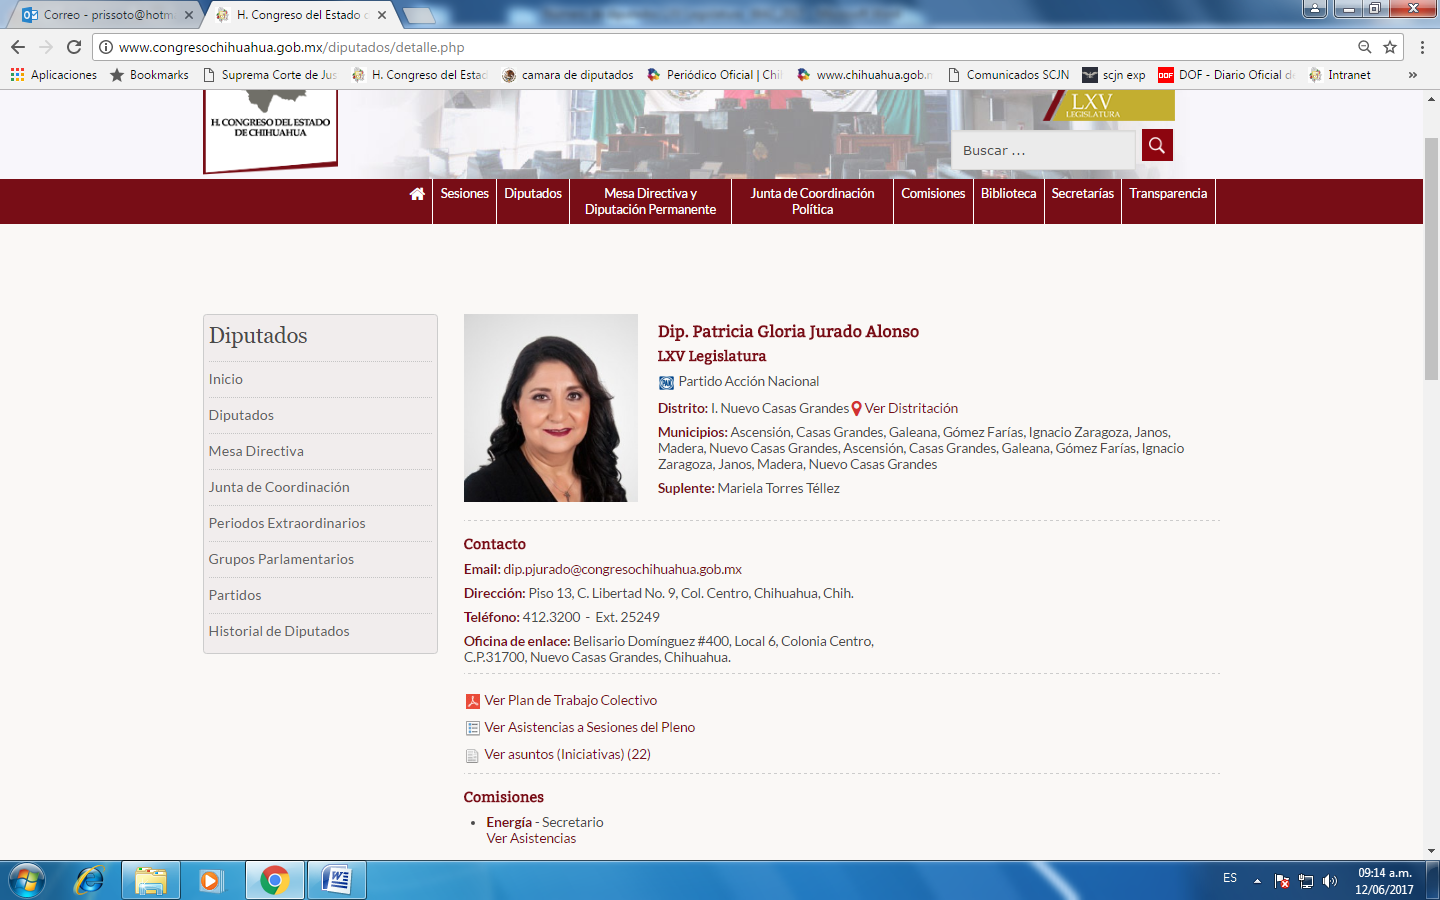 Correo - prissoto@hotm
H. Congreso del Estado
www.congresochihuahua.gob.mx/diputados/detalle.php
Aplicaciones
Bookmarks
Suprema Corte de Jus
H. Congreso del Estad
camara de diputados
Periódico Oficial | Chi
www.chihuahua.gob.n
Comunicados SCJN
scjn exp
DOF
DOF - Diario Oficial de
Intranet
»
H. CONGRESO DEL ESTADO
DE CHIHUAHUA
LXV
LEGISLATURA
Buscar ...
Sesiones
Diputados
Mesa Directiva y
Diputación Permanente
Junta de Coordinación
Política
Comisiones
Biblioteca
Secretarías
Transparencia
Diputados
Inicio
Diputados
Mesa Directiva
Junta de Coordinación
Periodos Extraordinarios
Grupos Parlamentarios
Partidos
Historial de Diputados
Dip. Patricia Gloria Jurado Alonso
LXV Legislatura
PAN Partido Acción Nacional
Distrito: I. Nuevo Casas Grandes Ver Distritación
Municipios: Ascensión, Casas Grandes, Galeana, Gómez Farías, Ignacio Zaragoza, Janos,
Madera, Nuevo Casas Grandes, Ascensión, Casas Grandes, Galeana, Gómez Farías, Ignacio
Zaragoza, Janos, Madera, Nuevo Casas Grandes
Suplente: Mariela Torres Téllez
Contacto
Email: dip.pjurado@congresochihuahua.gob.mx
Dirección: Piso 13, C. Libertad No. 9, Col. Centro, Chihuahua, Chih.
Teléfono: 412.3200 - Ext. 25249
Oficina de enlace: Belisario Domínguez #400, Local 6, Colonia Centro,
C.P.31700, Nuevo Casas Grandes, Chihuahua.
Ver Plan de Trabajo Colectivo
Ver Asistencias a Sesiones del Pleno
Ver asuntos (Iniciativas) (22)
Comisiones
• Energía - Secretario
Ver Asistencias
ES
09:14 a.m.
12/06/2017